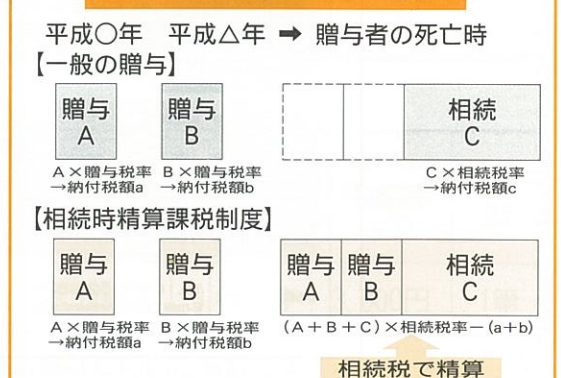 平成○年 平成△年 ➡ 贈与者の死亡時
【一般の贈与】
贈与 贈与 相続
A B C
A×贈与税率 B×贈与税率 C×相続税率
→納付税額a →納付税額b →納付税額c
【相続時精算課税制度】
贈与 贈与 贈与 贈与 相続
A B A B C
A×贈与税率 B×贈与税率 (A+B+C)×相続税率−(a+b)
→納付税額a →納付税額b
相続税で精算